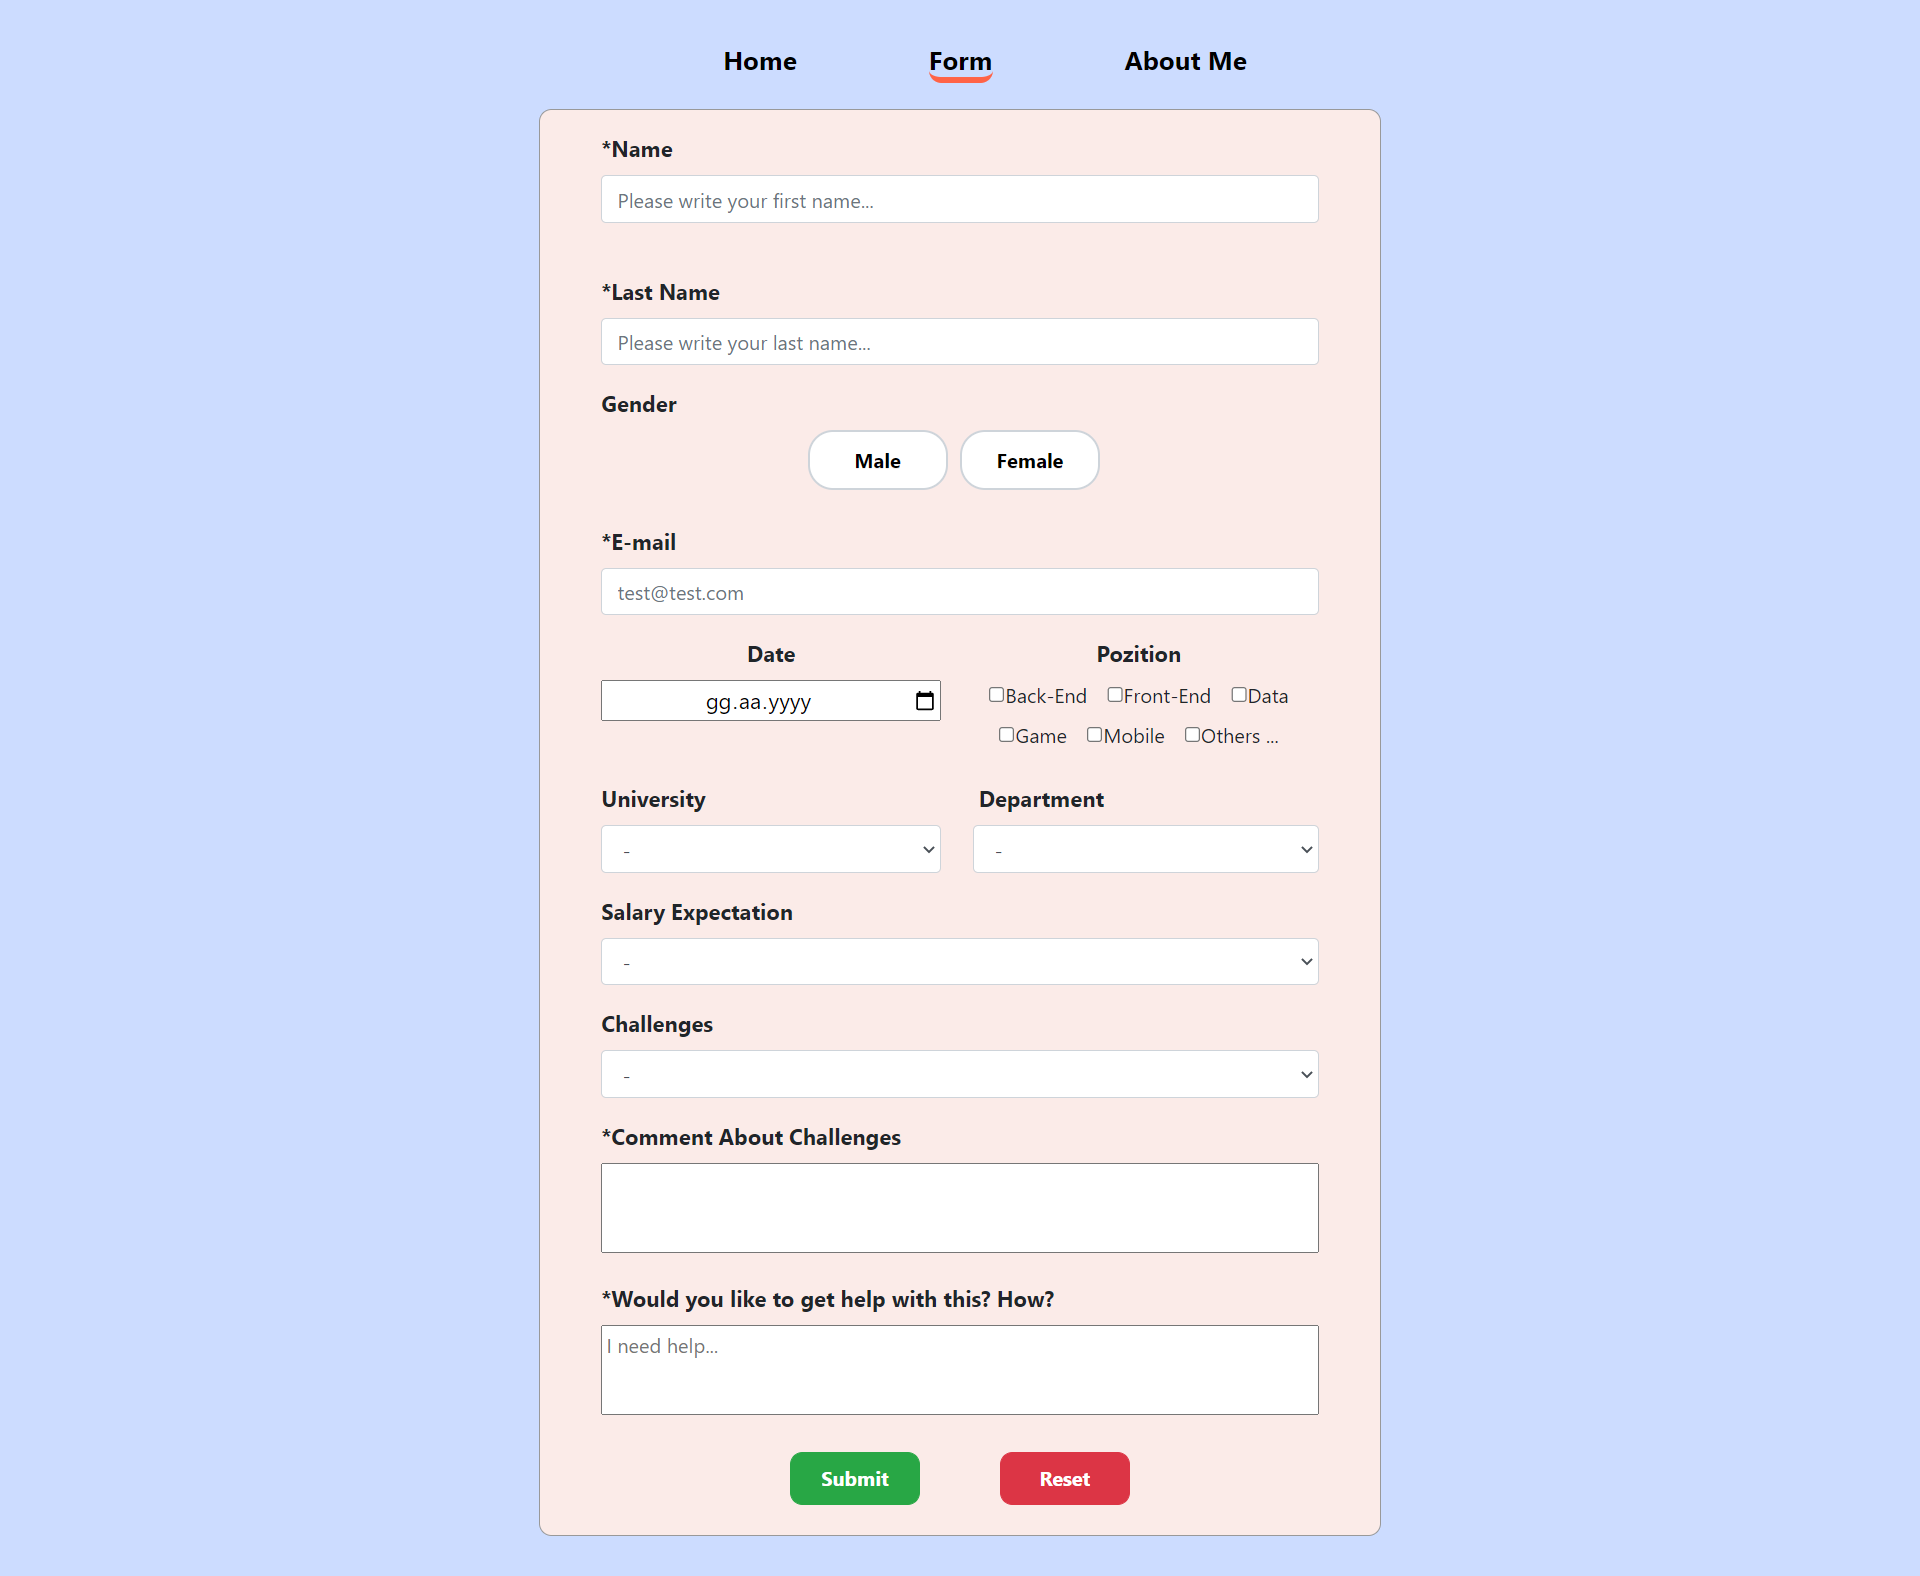 Home Form About Me
*Name
Please write your first name...
*Last Name
Please write your last name...
Gender
Male Female
*E-mail
test@test.com
Date Pozition
gg.aa.yyyy
Back-End Front-End Data
Game Mobile Others ...
University Department
- -
Salary Expectation
-
Challenges
-
*Comment About Challenges
*Would you like to get help with this? How?
I need help...
Submit Reset